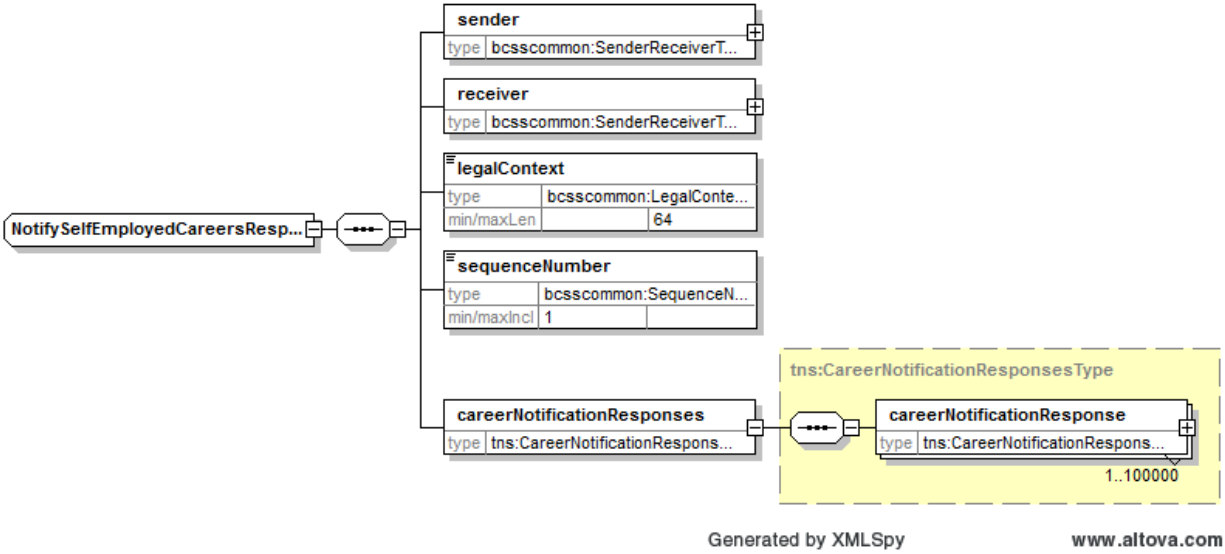 sender
type bcsscommon:SenderReceiverT...
receiver
type bcsscommon:SenderReceiverT...
legalContext
type bcsscommon:LegalConte...
min/maxLen 64
NotifySelfEmployedCareersResp...
sequenceNumber
type bcsscommon:SequenceN...
min/maxIncl 1
tns:CareerNotificationResponsesType
careerNotificationResponses
type tns:CareerNotificationRespons...
careerNotificationResponse
type tns:CareerNotificationRespons...
1..100000
Generated by XMLSpy www.altova.com